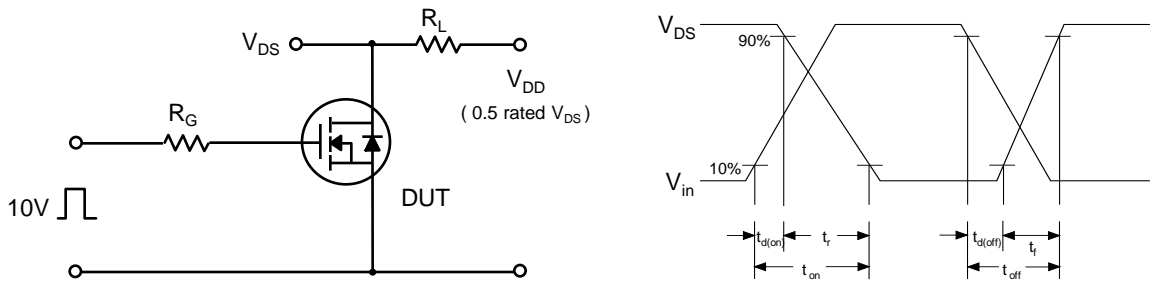 R_L
V_DS
V_DD
( 0.5 rated V_DS )
R_G
10V
DUT
V_DS
90%
10%
V_in
t_d(on)
t_r
t_on
t_d(off)
t_f
t_off